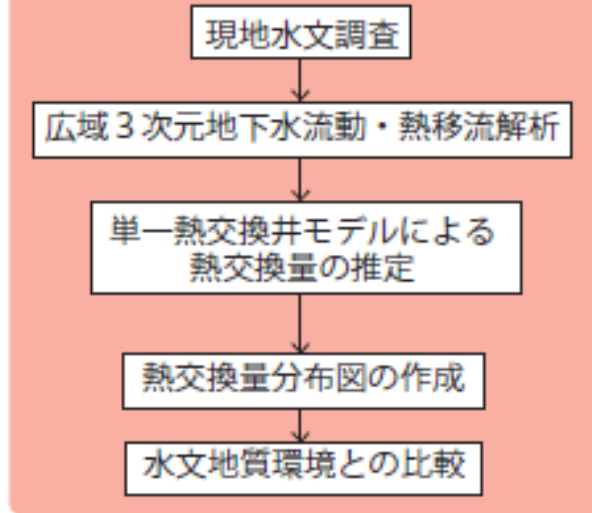 現地水文調査
広域3次元地下水流動・熱移流解析
単一熱交換井モデルによる
熱交換量の推定
熱交換量分布図の作成
水文地質環境との比較